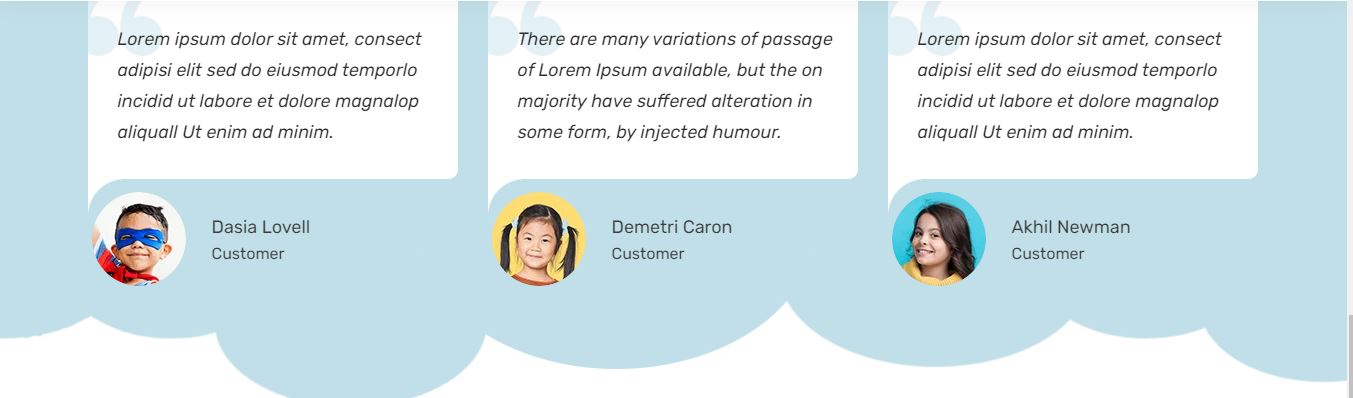 Lorem ipsum dolor sit amet, consect
adipisi elit sed do eiusmod temporlo
incidid ut labore et dolore magnalop
aliquall Ut enim ad minim.
Dasia Lovell
Customer
There are many variations of passage
of Lorem Ipsum available, but the on
majority have suffered alteration in
some form, by injected humour.
Demetri Caron
Customer
Lorem ipsum dolor sit amet, consect
adipisi elit sed do eiusmod temporlo
incidid ut labore et dolore magnalop
aliquall Ut enim ad minim.
Akhil Newman
Customer